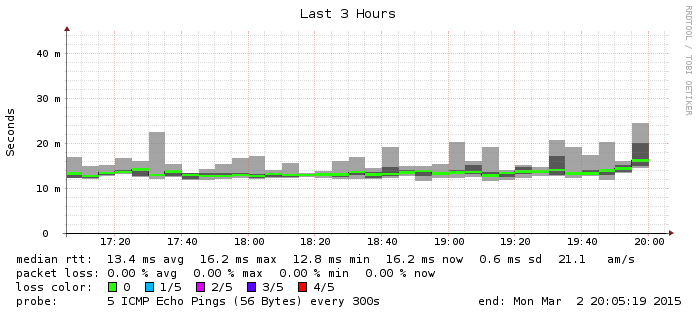 Last 3 Hours
RRDTOOL / TOBI OETIKER
Seconds
40 m
30 m
20 m
10 m
0
17:20 17:40 18:00 18:20 18:40 19:00 19:20 19:40 20:00
median rtt: 13.4 ms avg 16.2 ms max 12.8 ms min 16.2 ms now 0.6 ms sd 21.1 am/s
packet loss: 0.00 % avg 0.00 % max 0.00 % min 0.00 % now
loss color: 0 1/5 2/5 3/5 4/5
probe: 5 ICMP Echo Pings (56 Bytes) every 300s end: Mon Mar 2 20:05:19 2015